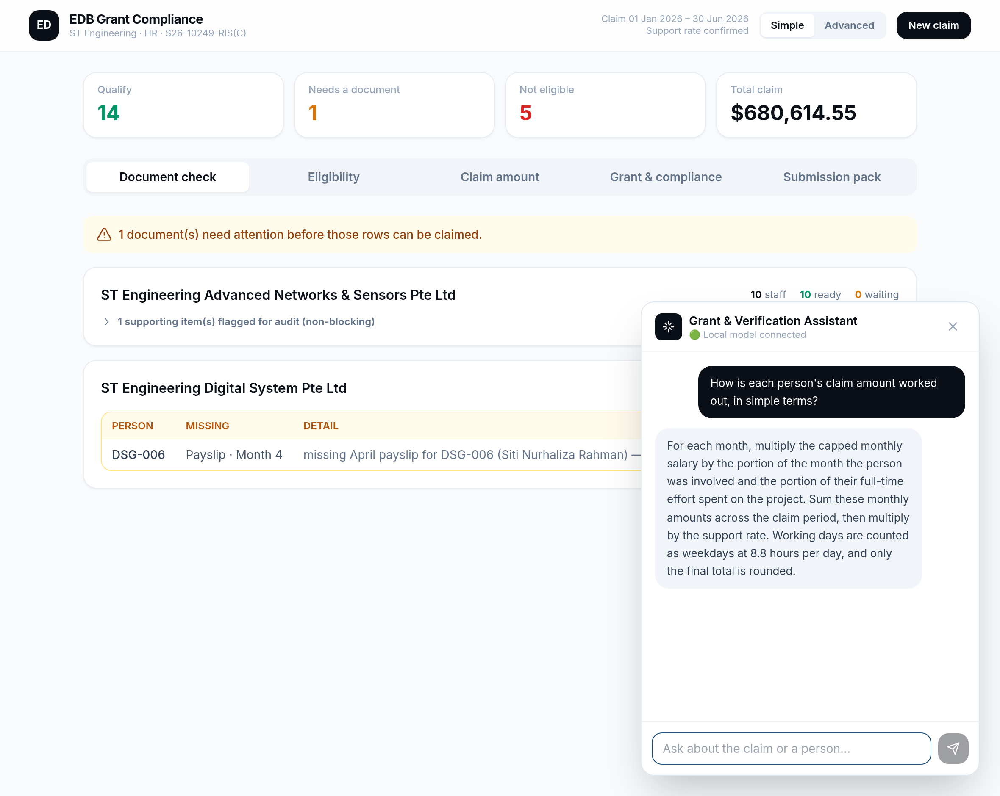 ED
EDB Grant Compliance
ST Engineering · HR · S26-10249-RIS(C)
Claim 01 Jan 2026 – 30 Jun 2026
Support rate confirmed
Simple
Advanced
New claim
Qualify
14
Needs a document
1
Not eligible
5
Total claim
$680,614.55
Document check
Eligibility
Claim amount
Grant & compliance
Submission pack
1 document(s) need attention before those rows can be claimed.
ST Engineering Advanced Networks & Sensors Pte Ltd
10 staff 10 ready 0 waiting
1 supporting item(s) flagged for audit (non-blocking)
ST Engineering Digital System Pte Ltd
PERSON MISSING DETAIL
DSG-006 Payslip · Month 4 missing April payslip for DSG-006 (Siti Nurhaliza Rahman) —
Grant & Verification Assistant
Local model connected
How is each person's claim amount worked
out, in simple terms?
For each month, multiply the capped monthly
salary by the portion of the month the person
was involved and the portion of their full-time
effort spent on the project. Sum these monthly
amounts across the claim period, then multiply
by the support rate. Working days are counted
as weekdays at 8.8 hours per day, and only
the final total is rounded.
Ask about the claim or a person...